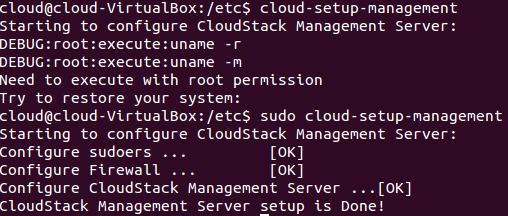 cloud@cloud-VirtualBox:/etc$ cloud-setup-management
Starting to configure CloudStack Management Server:
DEBUG:root:execute:uname -r
DEBUG:root:execute:uname -m
Need to execute with root permission
Try to restore your system:
cloud@cloud-VirtualBox:/etc$ sudo cloud-setup-management
Starting to configure CloudStack Management Server:
Configure sudoers ...         [OK]
Configure Firewall ...        [OK]
Configure CloudStack Management Server ...[OK]
CloudStack Management Server setup is Done!